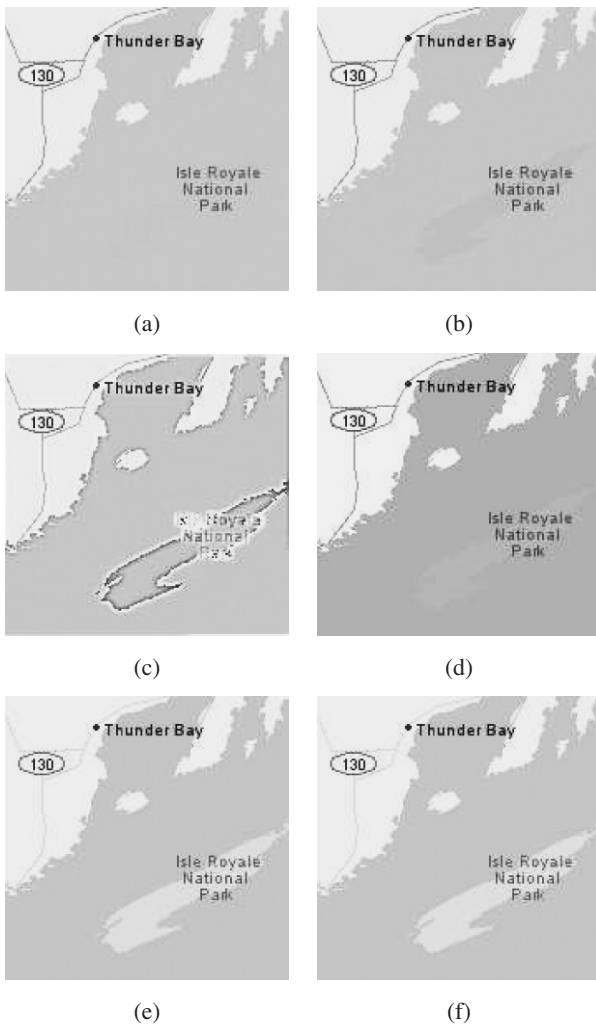 Thunder Bay
130
Isle Royale
National
Park
(a)
Thunder Bay
130
Isle Royale
National
Park
(b)
Thunder Bay
130
Royale
National
Park
(c)
Thunder Bay
130
Isle Royale
National
Park
(d)
Thunder Bay
130
Isle Royale
National
Park
(e)
Thunder Bay
130
Isle Royale
National
Park
(f)